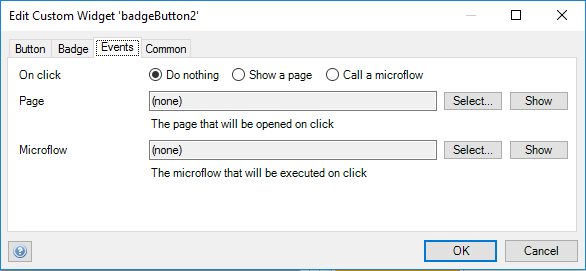 Edit Custom Widget 'badgeButton2'
Button Badge Events Common
On click Do nothing Show a page Call a microflow
Page (none) Select... Show
The page that will be opened on click
Microflow (none) Select... Show
The microflow that will be executed on click
? OK Cancel